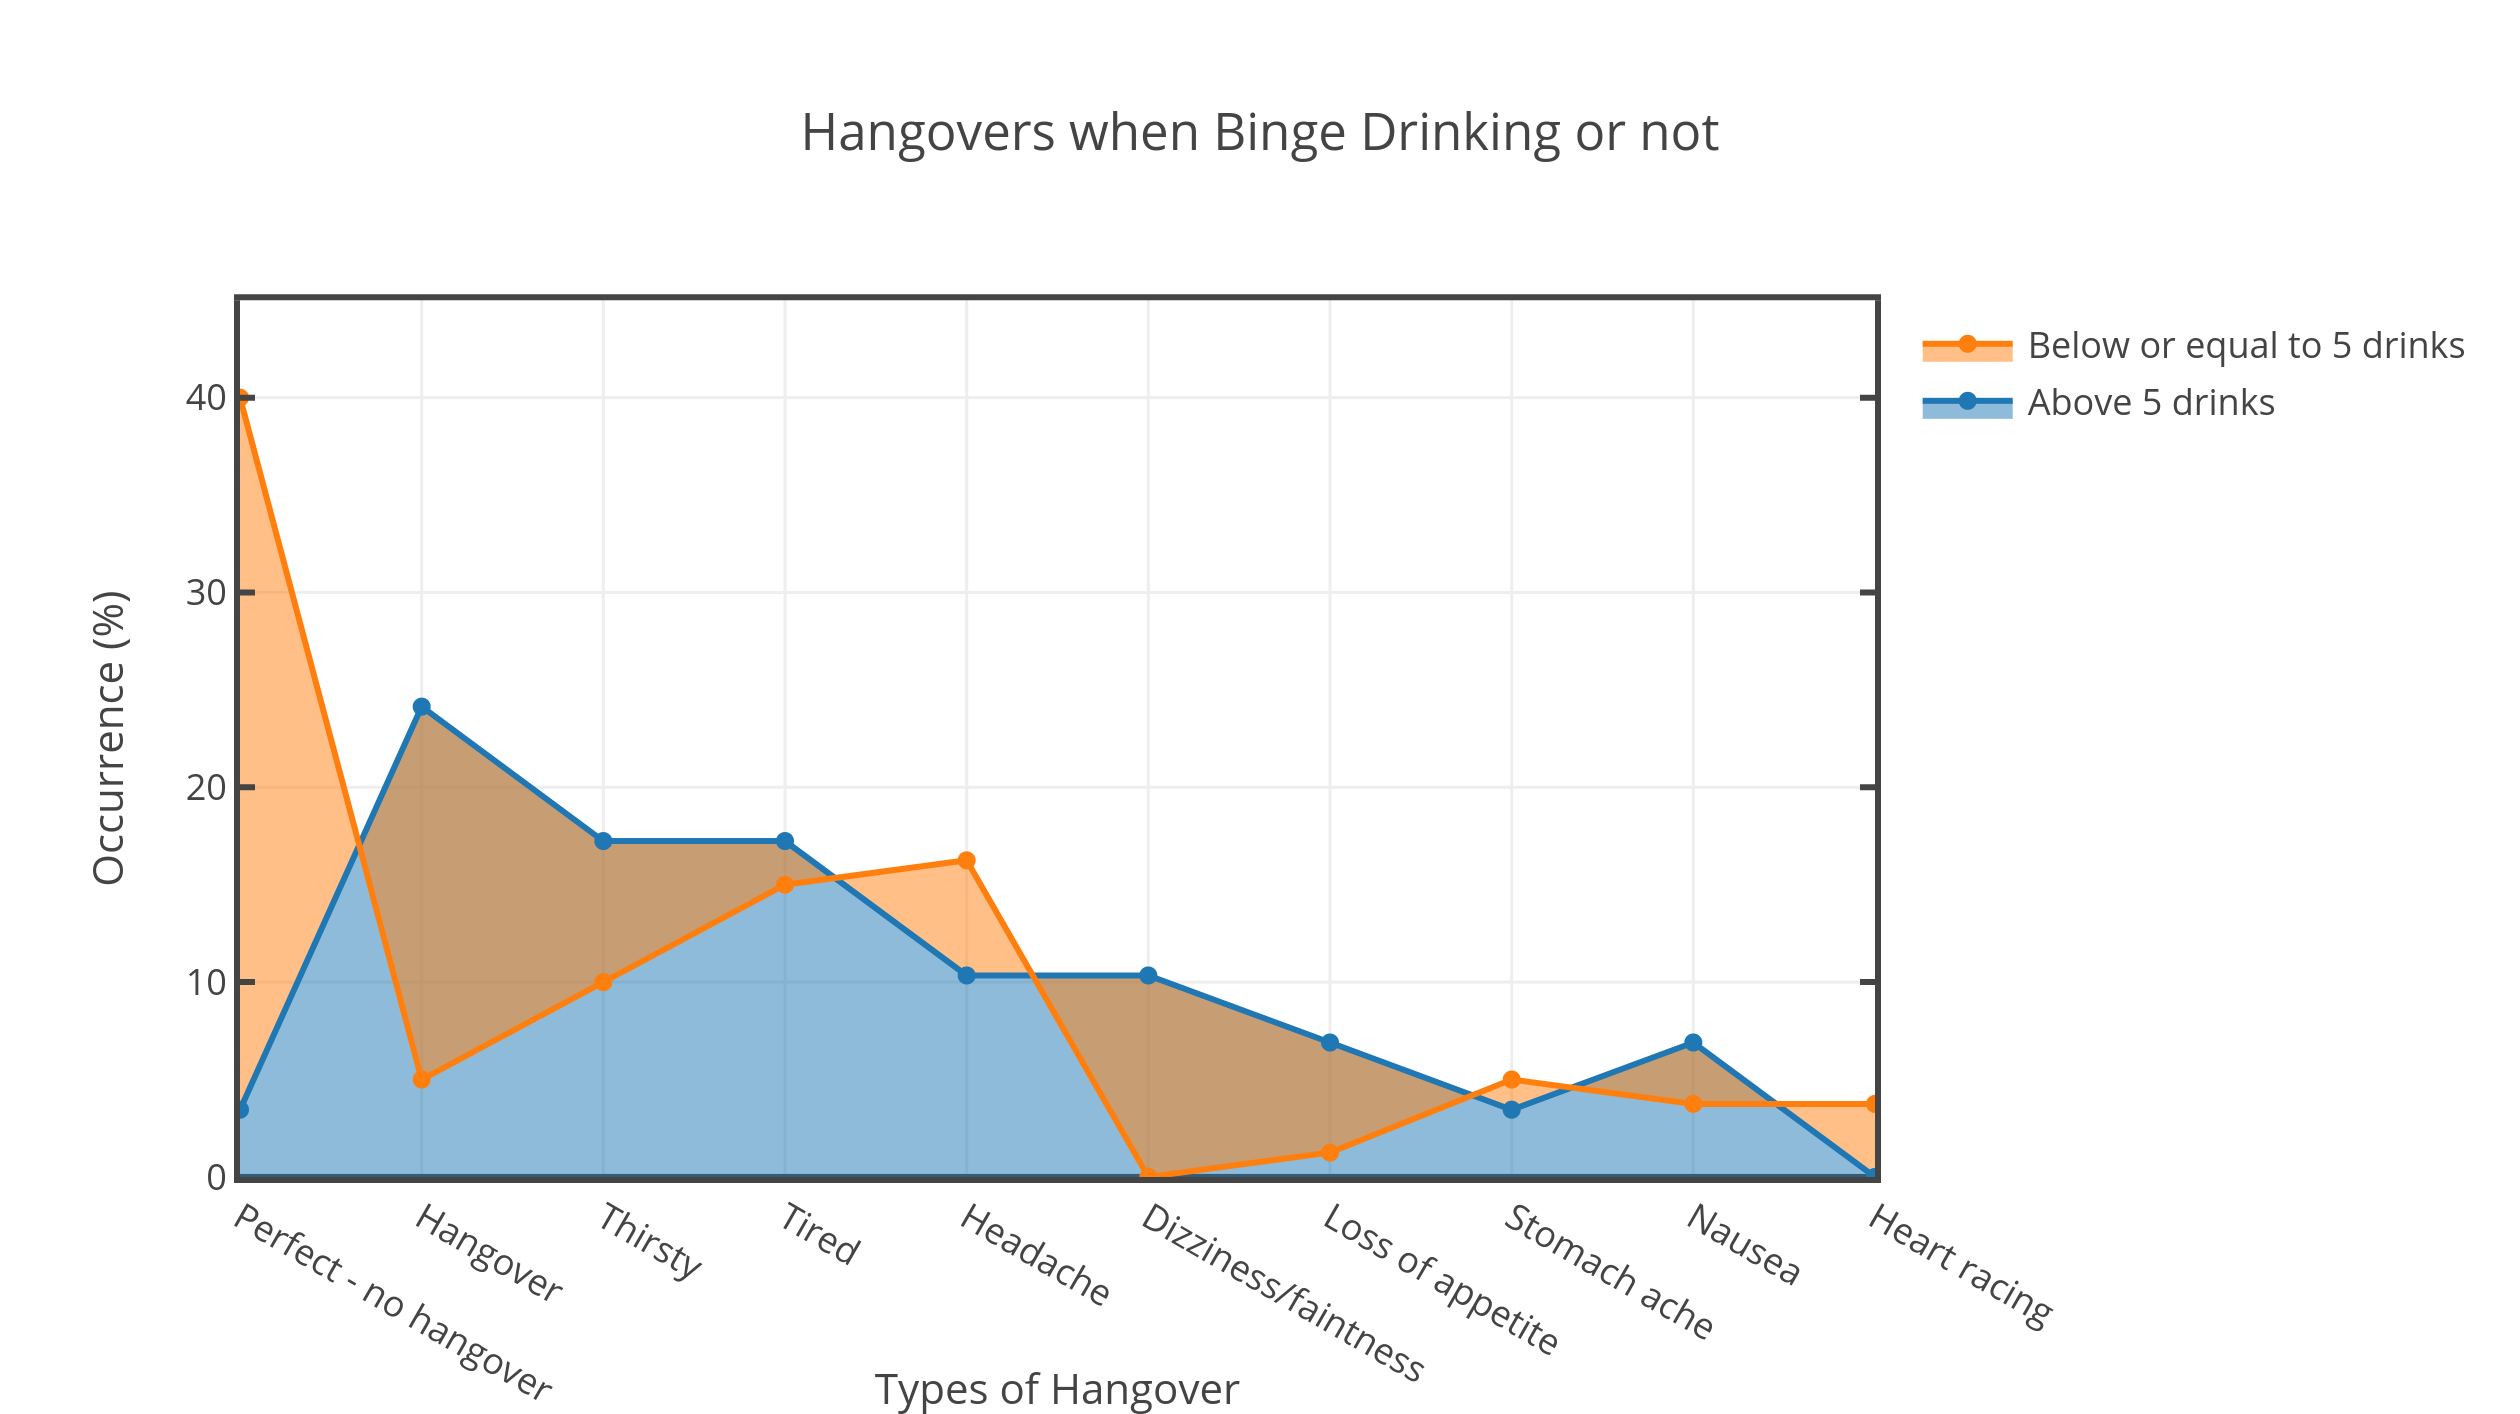 Hangovers when Binge Drinking or not
Below or equal to 5 drinks
Above 5 drinks
Occurrence (%)
40
30
20
10
0
Perfect - no hangover
Hangover
Thirsty
Tired
Headache
Dizziness/faintness
Loss of appetite
Stomach ache
Nausea
Heart racing
Types of Hangover